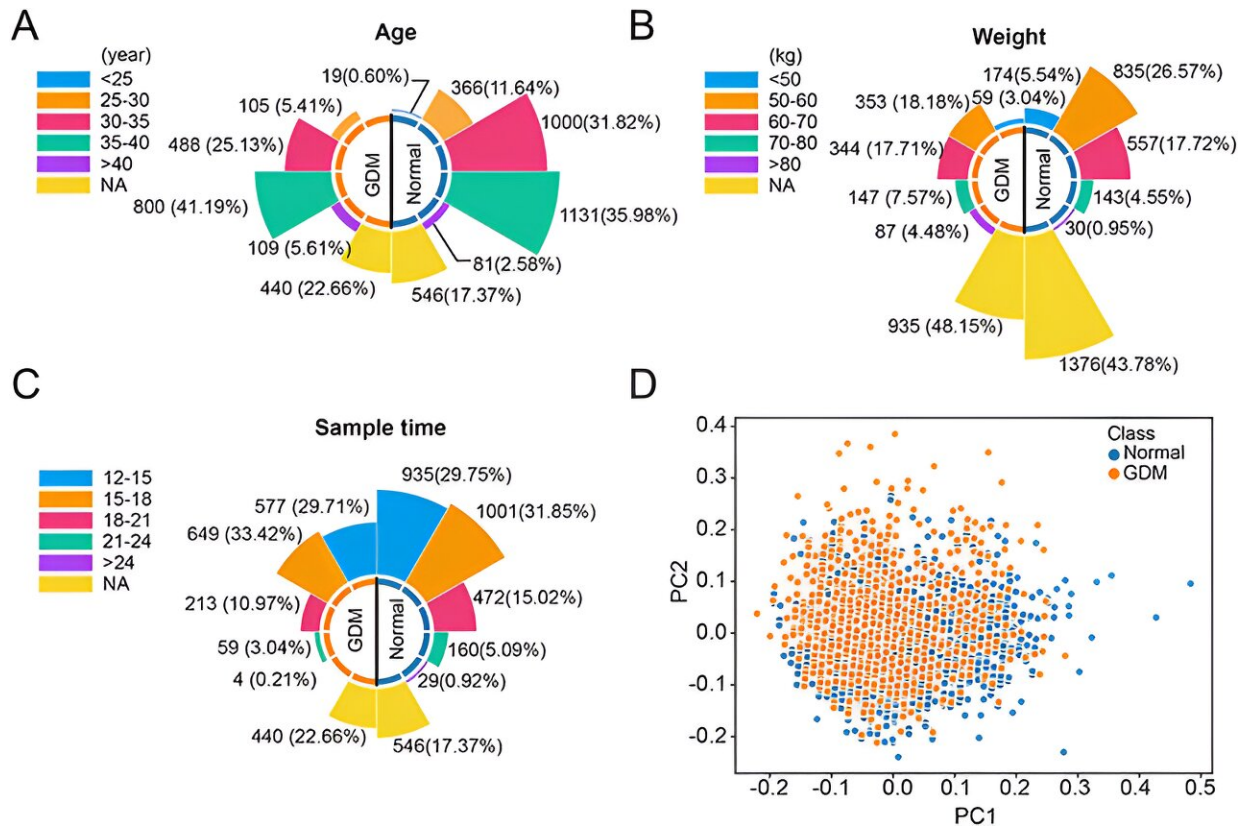 A
Age
(year)
<25
25-30
30-35
35-40
>40
NA
19(0.60%)
366(11.64%)
105 (5.41%)
1000(31.82%)
488 (25.13%)
GDM
Normal
800 (41.19%)
1131(35.98%)
109 (5.61%)
81(2.58%)
440 (22.66%)
546(17.37%)
B
Weight
(kg)
<50
50-60
60-70
70-80
>80
NA
174(5.54%)
835(26.57%)
353 (18.18%)
59 (3.04%)
344 (17.71%)
557(17.72%)
GDM
Normal
147 (7.57%)
143(4.55%)
87 (4.48%)
30(0.95%)
935 (48.15%)
1376(43.78%)
C
Sample time
12-15
15-18
18-21
21-24
>24
NA
935(29.75%)
577 (29.71%)
1001(31.85%)
649 (33.42%)
213 (10.97%)
472(15.02%)
GDM
Normal
59 (3.04%)
160(5.09%)
4 (0.21%)
29(0.92%)
440 (22.66%)
546(17.37%)
D
0.4
0.3
0.2
0.1
0.0
-0.1
-0.2
PC2
Class
Normal
GDM
-0.2
-0.1
0.0
0.1
0.2
0.3
0.4
0.5
PC1